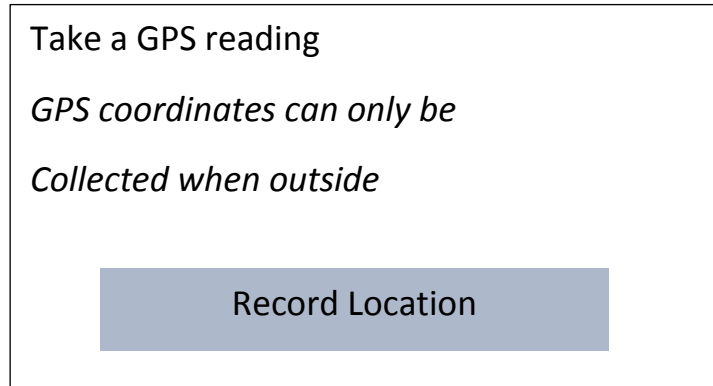 Take a GPS reading
GPS coordinates can only be
Collected when outside
Record Location